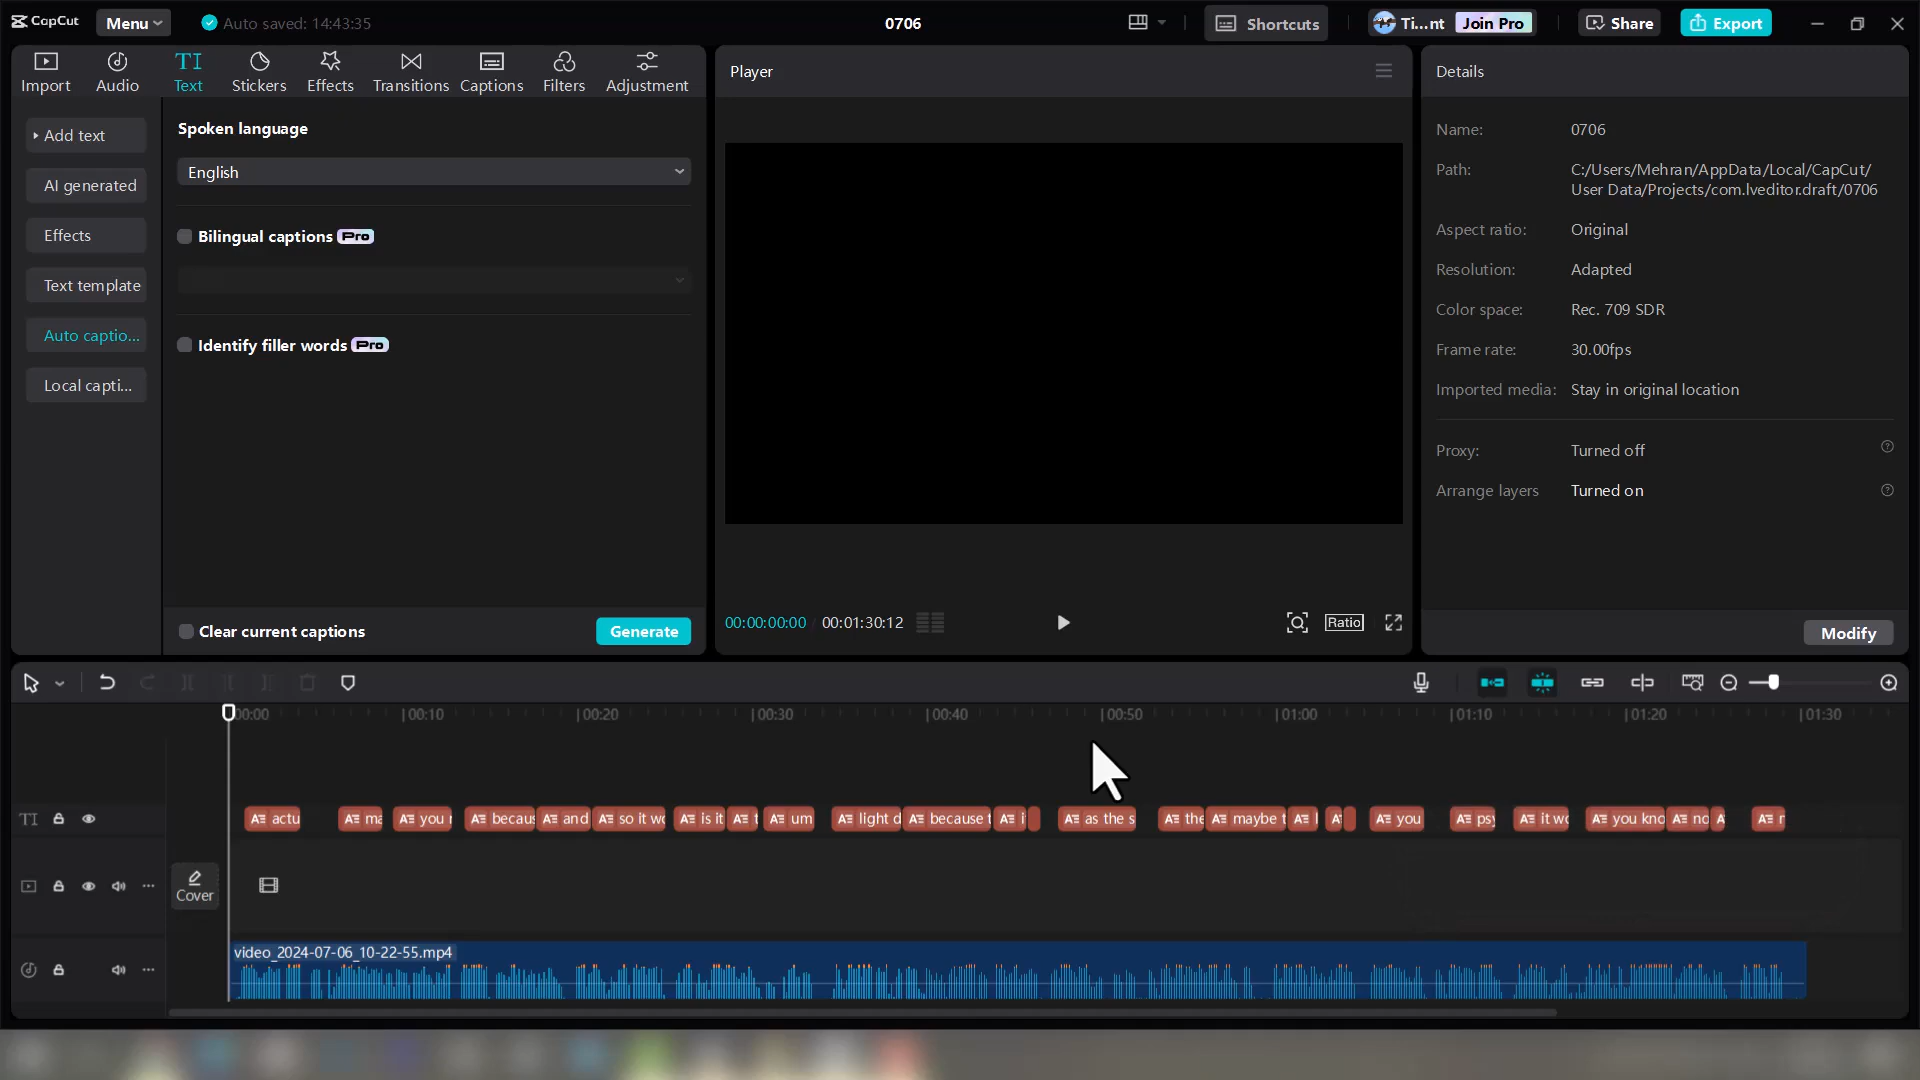 CapCut
Menu
Auto saved: 14:43:35
0706
Shortcuts
Ti...nt
Join Pro
Share
Export
Import
Audio
TI
Text
Stickers
Effects
Transitions
Captions
Filters
Adjustment
Add text
AI generated
Effects
Text template
Auto captio...
Local capti...
Spoken language
English
Bilingual captions Pro
Identify filler words Pro
Clear current captions
Generate
Player
00:00:00:00
00:01:30:12
Ratio
Details
Name: 0706
Path: C:/Users/Mehran/AppData/Local/CapCut/
User Data/Projects/com.lveditor.draft/0706
Aspect ratio: Original
Resolution: Adapted
Color space: Rec. 709 SDR
Frame rate: 30.00fps
Imported media: Stay in original location
Proxy: Turned off
Arrange layers Turned on
Modify
00:00 00:10 00:20 00:30 00:40 00:50 01:00 01:10 01:20 01:30
TI
actu
ma
you
becaus
and
so it wo
is it
um
light d
because t
as the s
the
maybe t
you
psy
it wo
you kno
no
Cover
video_2024-07-06_10-22-55.mp4